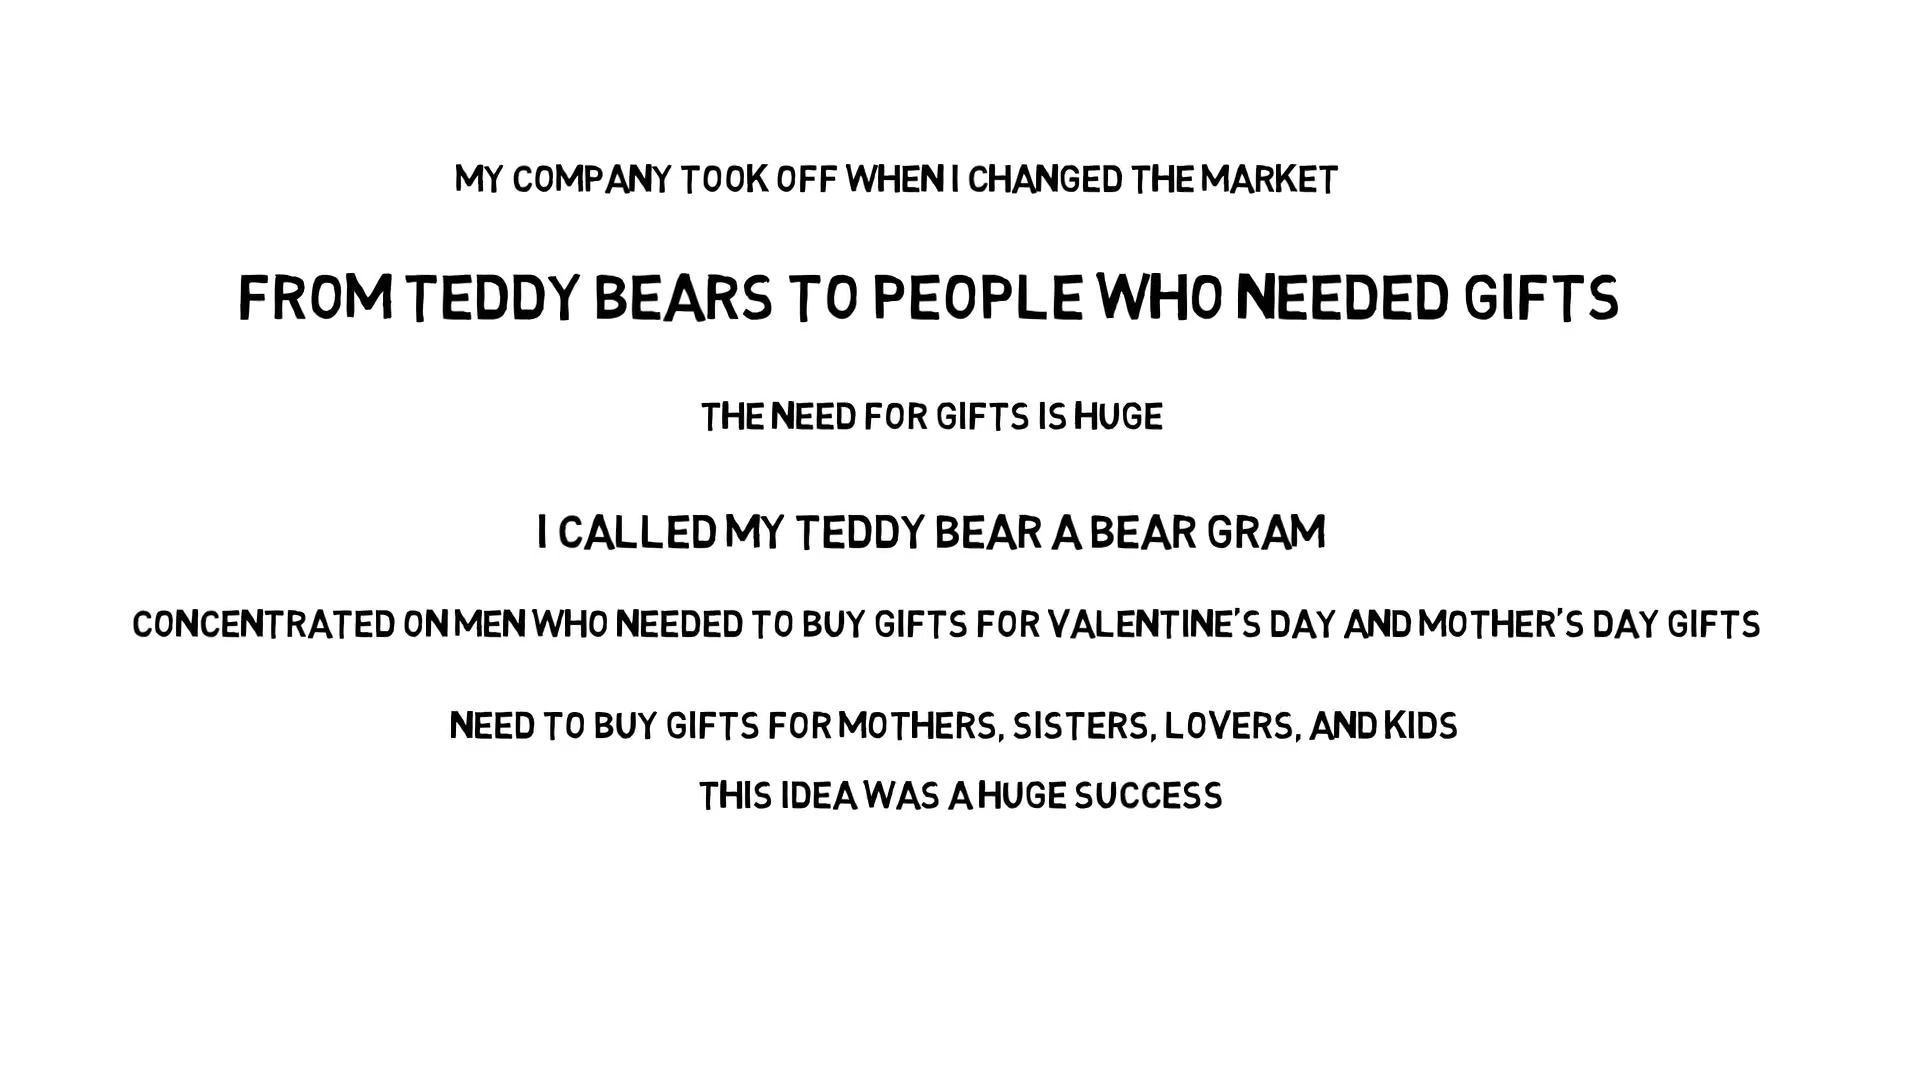 MY COMPANY TOOK OFF WHEN I CHANGED THE MARKET
FROM TEDDY BEARS TO PEOPLE WHO NEEDED GIFTS
THE NEED FOR GIFTS IS HUGE
I CALLED MY TEDDY BEAR A BEAR GRAM
CONCENTRATED ON MEN WHO NEEDED TO BUY GIFTS FOR VALENTINE'S DAY AND MOTHER'S DAY GIFTS
NEED TO BUY GIFTS FOR MOTHERS, SISTERS, LOVERS, AND KIDS
THIS IDEA WAS A HUGE SUCCESS